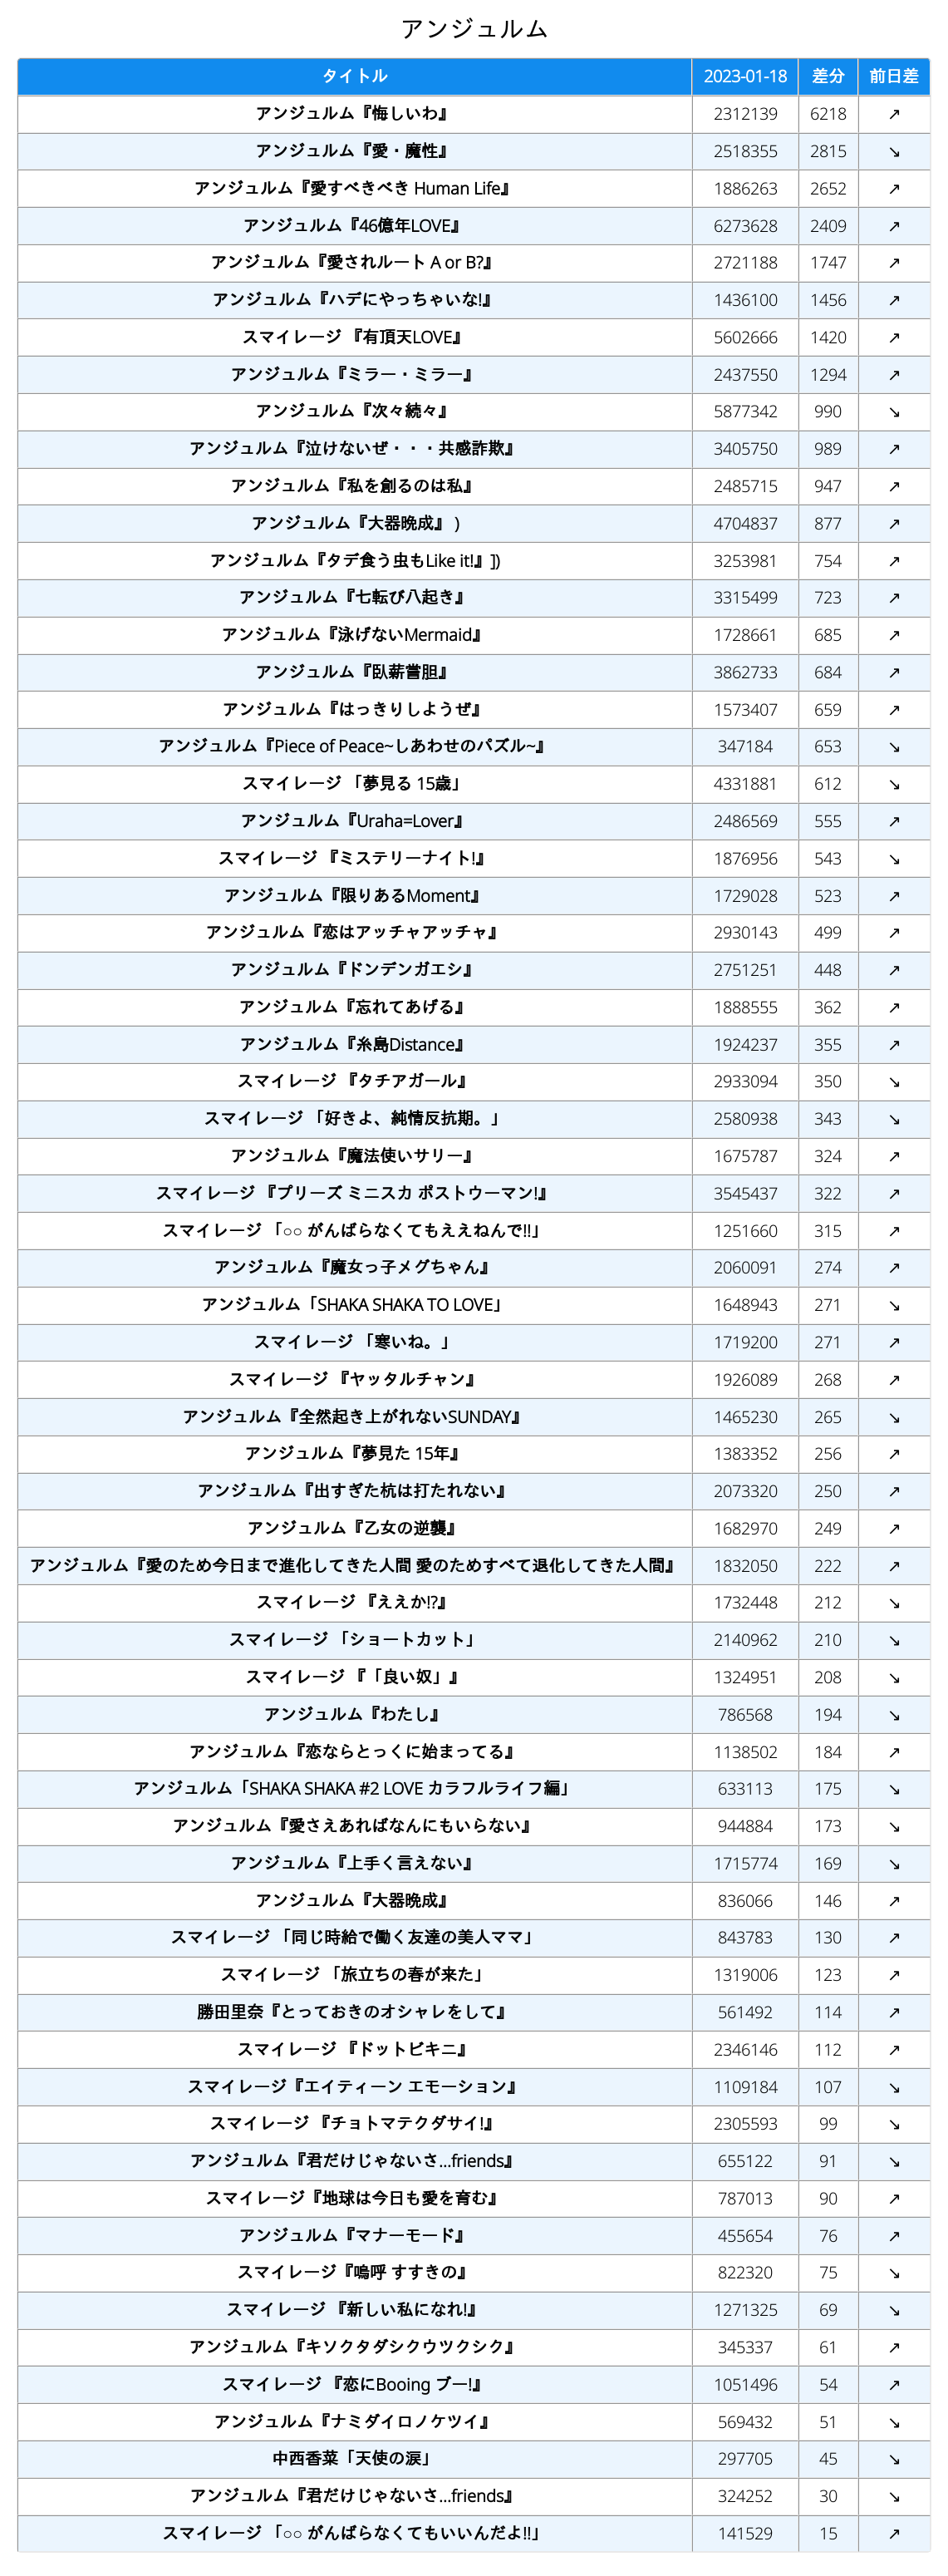 アンジュルム
タイトル 2023-01-18 差分 前日差
アンジュルム『悔しいわ』 2312139 6218 ↗
アンジュルム『愛・魔性』 2518355 2815 ↘
アンジュルム『愛すべきべき Human Life』 1886263 2652 ↗
アンジュルム『46億年LOVE』 6273628 2409 ↗
アンジュルム『愛されルート A or B?』 2721188 1747 ↗
アンジュルム『ハデにやっちゃいな!』 1436100 1456 ↗
スマイレージ 『有頂天LOVE』 5602666 1420 ↗
アンジュルム『ミラー・ミラー』 2437550 1294 ↗
アンジュルム『次々続々』 5877342 990 ↘
アンジュルム『泣けないぜ・・・共感詐欺』 3405750 989 ↗
アンジュルム『私を創るのは私』 2485715 947 ↗
アンジュルム『大器晩成』 ) 4704837 877 ↗
アンジュルム『タデ食う虫もLike it!』]) 3253981 754 ↗
アンジュルム『七転び八起き』 3315499 723 ↗
アンジュルム『泳げないMermaid』 1728661 685 ↗
アンジュルム『臥薪嘗胆』 3862733 684 ↗
アンジュルム『はっきりしようぜ』 1573407 659 ↗
アンジュルム『Piece of Peace~しあわせのパズル~』 347184 653 ↘
スマイレージ 「夢見る 15歳」 4331881 612 ↘
アンジュルム『Uraha=Lover』 2486569 555 ↗
スマイレージ 『ミステリーナイト!』 1876956 543 ↘
アンジュルム『限りあるMoment』 1729028 523 ↗
アンジュルム『恋はアッチャアッチャ』 2930143 499 ↗
アンジュルム『ドンデンガエシ』 2751251 448 ↗
アンジュルム『忘れてあげる』 1888555 362 ↗
アンジュルム『糸島Distance』 1924237 355 ↗
スマイレージ 『タチアガール』 2933094 350 ↘
スマイレージ 「好きよ、純情反抗期。」 2580938 343 ↘
アンジュルム『魔法使いサリー』 1675787 324 ↗
スマイレージ 『プリーズ ミニスカ ポストウーマン!』 3545437 322 ↗
スマイレージ 「○○ がんばらなくてもええねんで!!」 1251660 315 ↗
アンジュルム『魔女っ子メグちゃん』 2060091 274 ↗
アンジュルム「SHAKA SHAKA TO LOVE」 1648943 271 ↘
スマイレージ 「寒いね。」 1719200 271 ↗
スマイレージ 『ヤッタルチャン』 1926089 268 ↗
アンジュルム『全然起き上がれないSUNDAY』 1465230 265 ↘
アンジュルム『夢見た 15年』 1383352 256 ↗
アンジュルム『出すぎた杭は打たれない』 2073320 250 ↗
アンジュルム『乙女の逆襲』 1682970 249 ↗
アンジュルム『愛のため今日まで進化してきた人間 愛のためすべて退化してきた人間』 1832050 222 ↗
スマイレージ 『ええか!?』 1732448 212 ↘
スマイレージ 「ショートカット」 2140962 210 ↘
スマイレージ 『「良い奴」』 1324951 208 ↘
アンジュルム『わたし』 786568 194 ↘
アンジュルム『恋ならとっくに始まってる』 1138502 184 ↗
アンジュルム「SHAKA SHAKA #2 LOVE カラフルライフ編」 633113 175 ↘
アンジュルム『愛さえあればなんにもいらない』 944884 173 ↘
アンジュルム『上手く言えない』 1715774 169 ↘
アンジュルム『大器晩成』 836066 146 ↗
スマイレージ 「同じ時給で働く友達の美人ママ」 843783 130 ↗
スマイレージ 「旅立ちの春が来た」 1319006 123 ↗
勝田里奈『とっておきのオシャレをして』 561492 114 ↗
スマイレージ 『ドットビキニ』 2346146 112 ↗
スマイレージ『エイティーン エモーション』 1109184 107 ↘
スマイレージ 『チョトマテクダサイ!』 2305593 99 ↘
アンジュルム『君だけじゃないさ...friends』 655122 91 ↘
スマイレージ『地球は今日も愛を育む』 787013 90 ↗
アンジュルム『マナーモード』 455654 76 ↗
スマイレージ『嗚呼 すすきの』 822320 75 ↘
スマイレージ 『新しい私になれ!』 1271325 69 ↘
アンジュルム『キソクタダシクウツクシク』 345337 61 ↗
スマイレージ 『恋にBooing ブー!』 1051496 54 ↗
アンジュルム『ナミダイロノケツイ』 569432 51 ↘
中西香菜「天使の涙」 297705 45 ↘
アンジュルム『君だけじゃないさ...friends』 324252 30 ↘
スマイレージ 「○○ がんばらなくてもいいんだよ!!」 141529 15 ↗